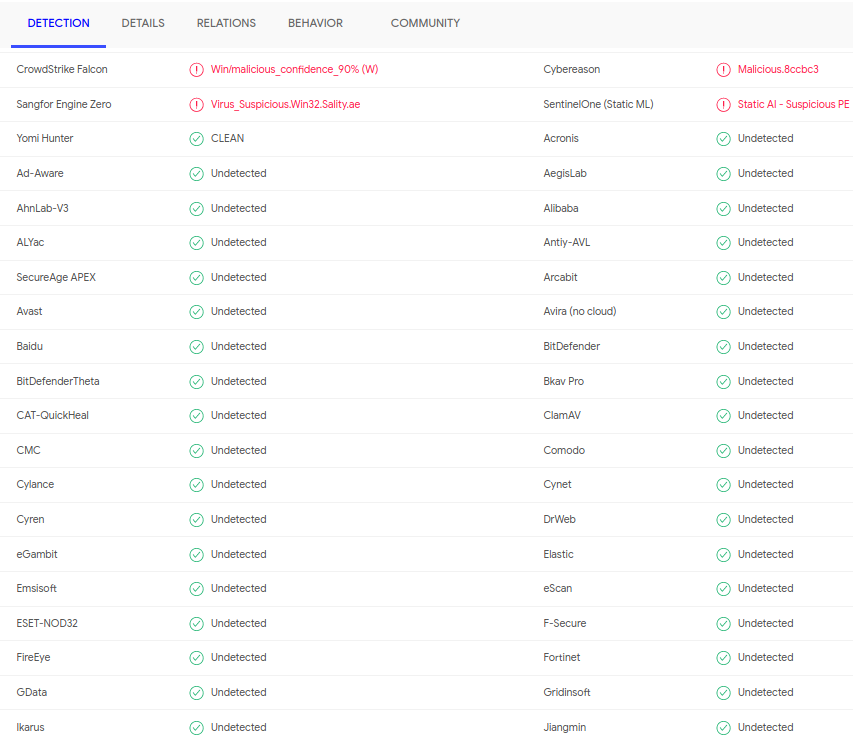 DETECTION DETAILS RELATIONS BEHAVIOR COMMUNITY
CrowdStrike Falcon Win/malicious_confidence_90% (W) Cybereason Malicious.8ccbc3
Sangfor Engine Zero Virus_Suspicious.Win32.Sality.ae SentinelOne (Static ML) Static AI - Suspicious PE
Yomi Hunter CLEAN Acronis Undetected
Ad-Aware Undetected AegisLab Undetected
AhnLab-V3 Undetected Alibaba Undetected
ALYac Undetected Antiy-AVL Undetected
SecureAge APEX Undetected Arcabit Undetected
Avast Undetected Avira (no cloud) Undetected
Baidu Undetected BitDefender Undetected
BitDefenderTheta Undetected Bkav Pro Undetected
CAT-QuickHeal Undetected ClamAV Undetected
CMC Undetected Comodo Undetected
Cylance Undetected Cynet Undetected
Cyren Undetected DrWeb Undetected
eGambit Undetected Elastic Undetected
Emsisoft Undetected eScan Undetected
ESET-NOD32 Undetected F-Secure Undetected
FireEye Undetected Fortinet Undetected
GData Undetected Gridinsoft Undetected
Ikarus Undetected Jiangmin Undetected